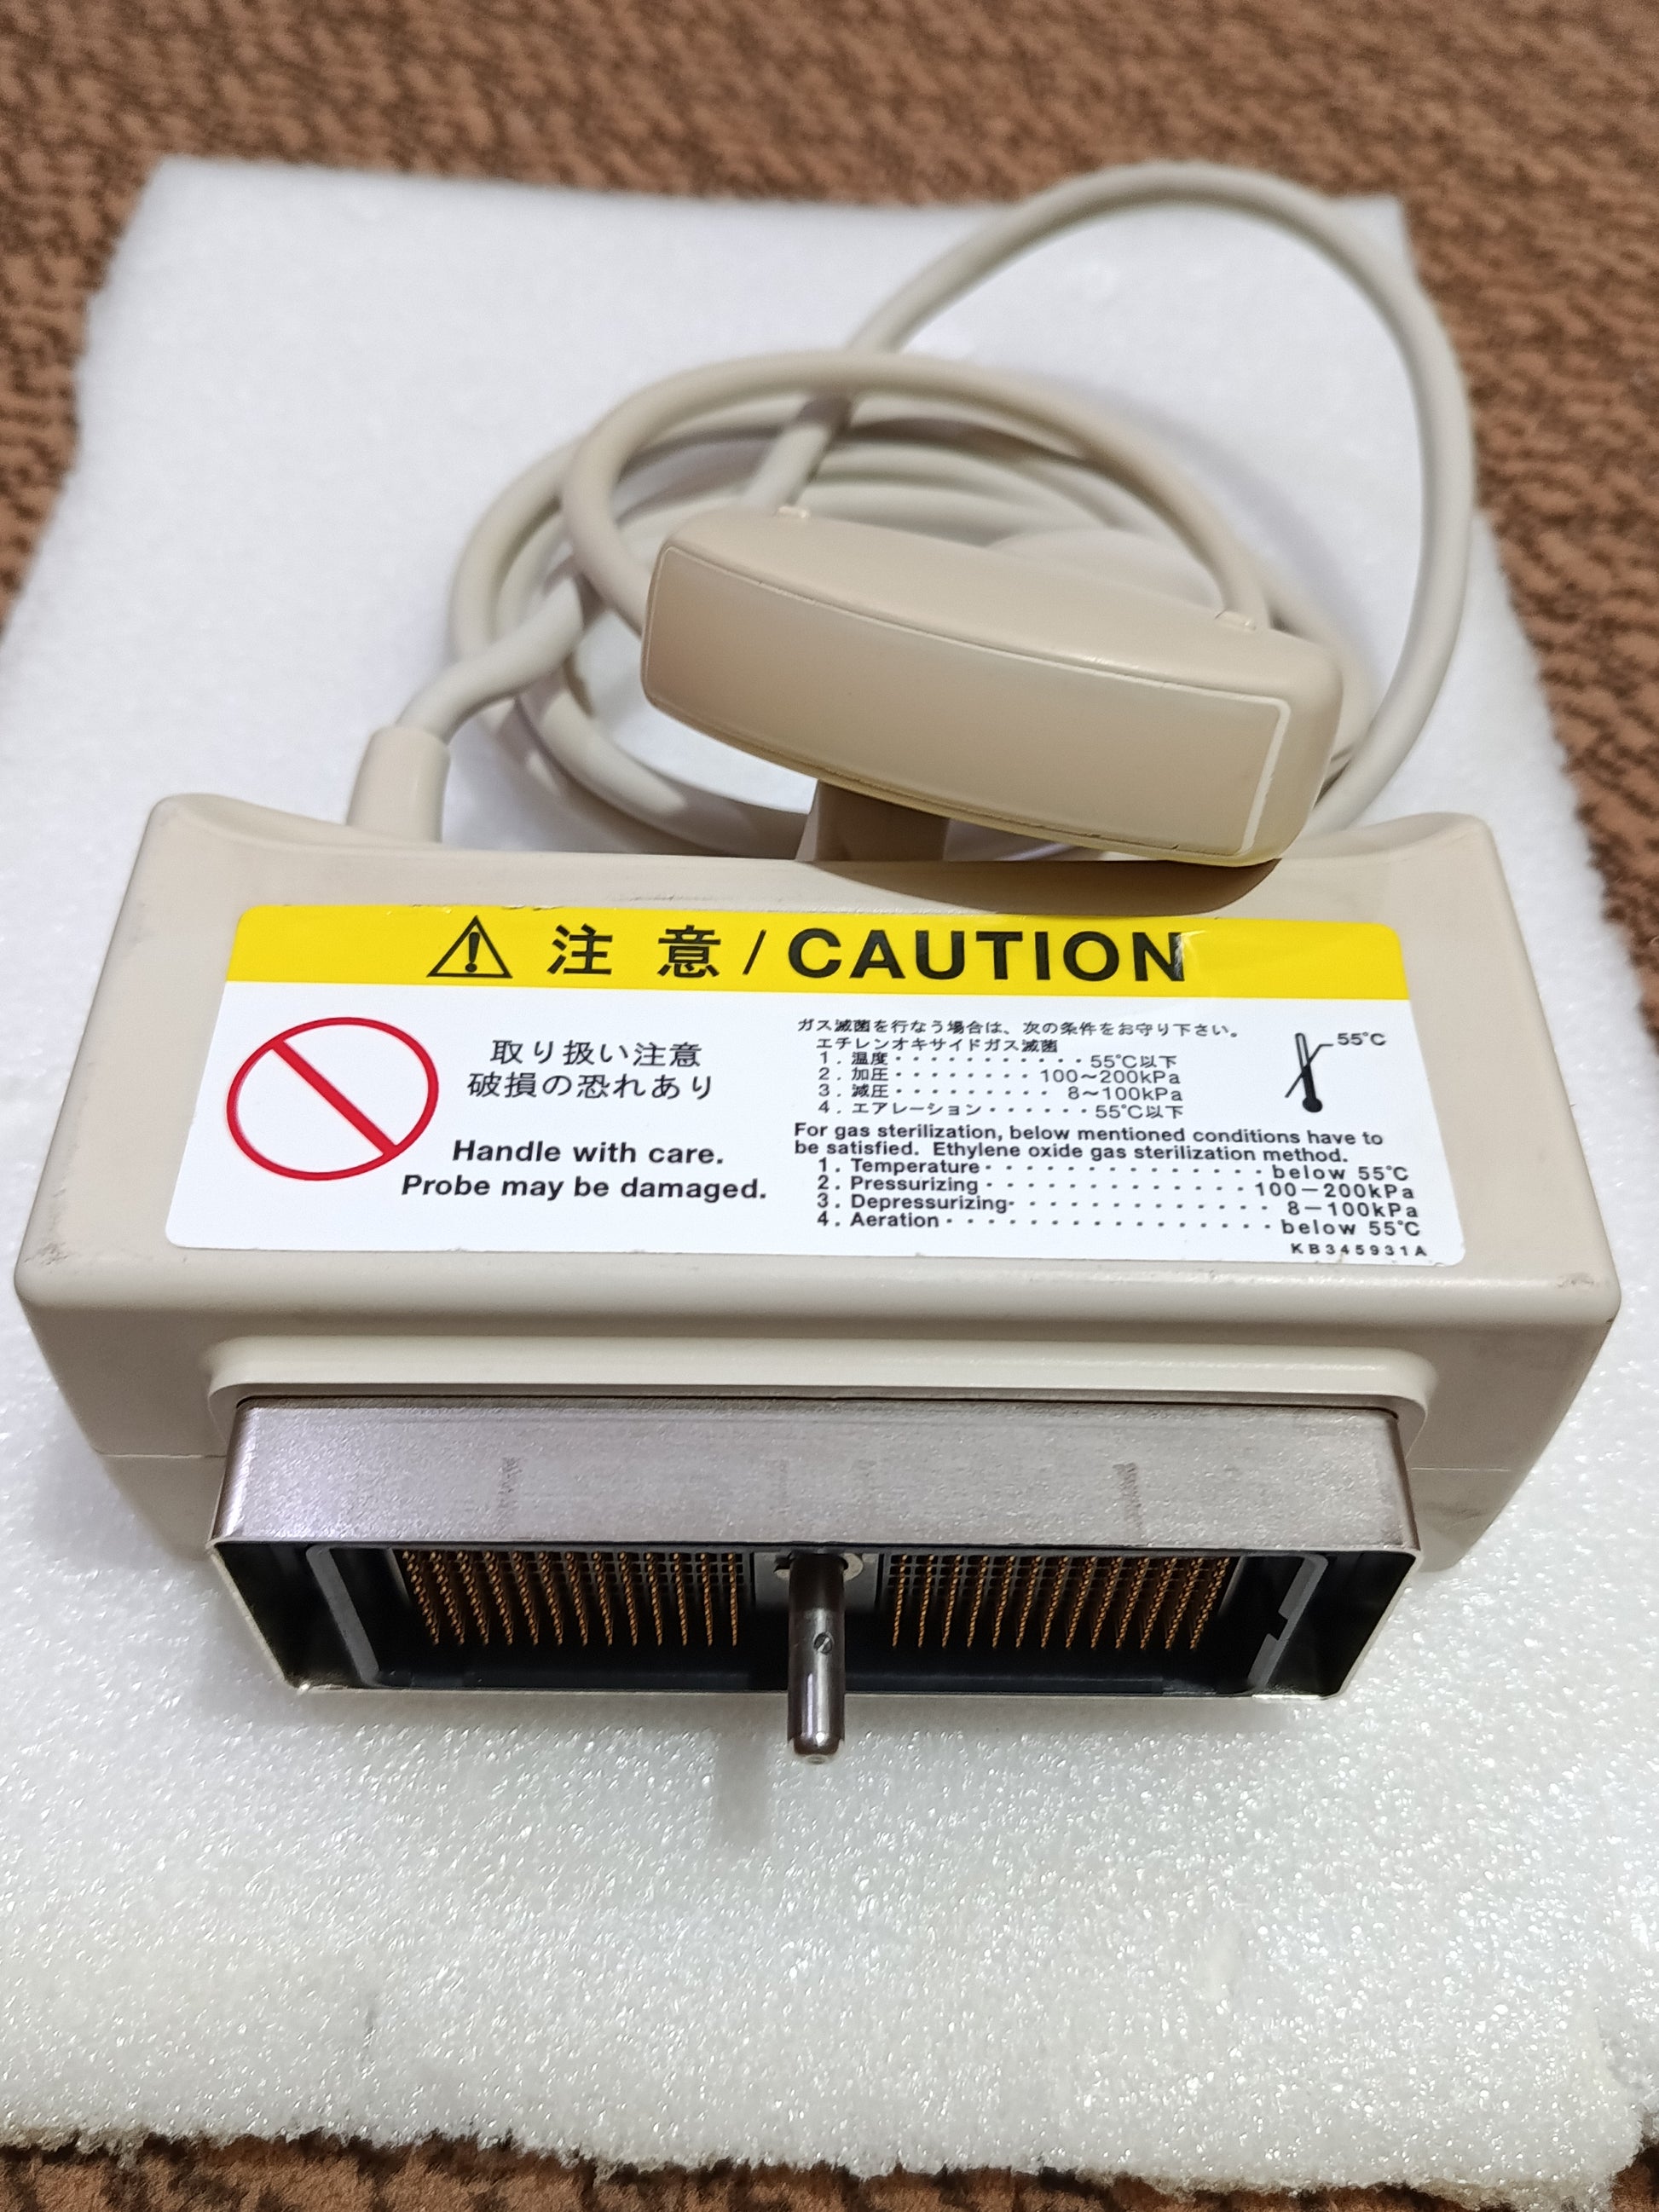 注 意 / CAUTION
取り扱い注意
破損の恐れあり
Handle with care.
Probe may be damaged.
ガス滅菌を行なう場合は、次の条件をお守り下さい。
エチレンオキサイドガス滅菌
1. 温度・・・・・・・・・・・55℃以下
2. 加圧・・・・・・・・100～200kPa
3. 減圧・・・・・・・・・8～100kPa
4. エアレーション・・・・・・55℃以下
55℃
For gas sterilization, below mentioned conditions have to
be satisfied. Ethylene oxide gas sterilization method.
1. Temperature・・・・・・・・・・・・・・below 55℃
2. Pressurizing・・・・・・・・・・・・・100－200kPa
3. Depressurizing・・・・・・・・・・・・・8－100kPa
4. Aeration・・・・・・・・・・・・・・・・below 55℃
KB345931A